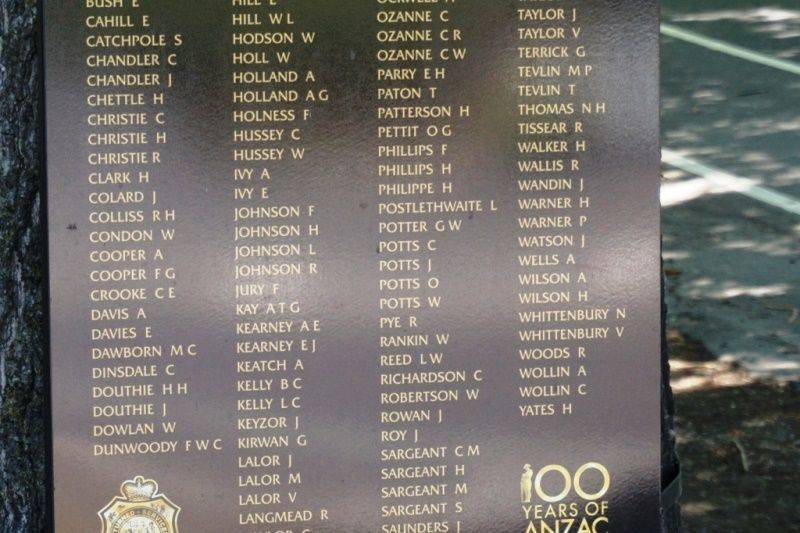 BUSH E
CAHILL E
CATCHPOLE S
CHANDLER C
CHANDLER J
CHETTLE H
CHRISTIE C
CHRISTIE H
CHRISTIE R
CLARK H
COLARD J
COLLISS R H
CONDON W
COOPER A
COOPER F G
CROOKE C E
DAVIS A
DAVIES E
DAWBORN M C
DINSDALE C
DOUTHIE H H
DOUTHIE J
DOWLAN W
DUNWOODY F W C
HILL E
HILL W L
HODSON W
HOLL W
HOLLAND A
HOLLAND A G
HOLNESS F
HUSSEY C
HUSSEY W
IVY A
IVY E
JOHNSON F
JOHNSON H
JOHNSON L
JOHNSON R
JURY F
KAY A T G
KEARNEY A E
KEARNEY E J
KEATCH A
KELLY B C
KELLY L C
KEYZOR J
KIRWAN G
LALOR J
LALOR M
LALOR V
LANGMEAD R
OZANNE C
OZANNE C R
OZANNE C W
PARRY E H
PATON T
PATTERSON H
PETTIT O G
PHILLIPS F
PHILLIPS H
PHILIPPE H
POSTLETHWAITE L
POTTER G W
POTTS C
POTTS J
POTTS O
POTTS W
PYE R
RANKIN W
REED L W
RICHARDSON C
ROBERTSON W
ROWAN J
ROY J
SARGEANT C M
SARGEANT H
SARGEANT M
SARGEANT S
SAUNDERS J
TAYLOR J
TAYLOR V
TERRICK G
TEVLIN M P
TEVLIN T
THOMAS N H
TISSEAR R
WALKER H
WALLIS R
WANDIN J
WARNER H
WARNER P
WATSON J
WELLS A
WILSON A
WILSON H
WHITTENBURY N
WHITTENBURY V
WOODS R
WOLLIN A
WOLLIN C
YATES H
100
YEARS OF
ANZAC